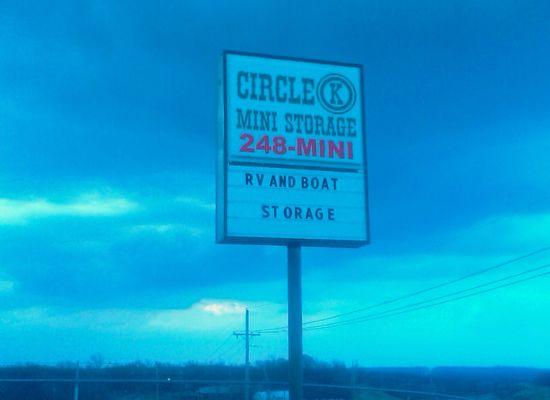 CIRCLE K
MINI STORAGE
248-MINI
RV AND BOAT
STORAGE